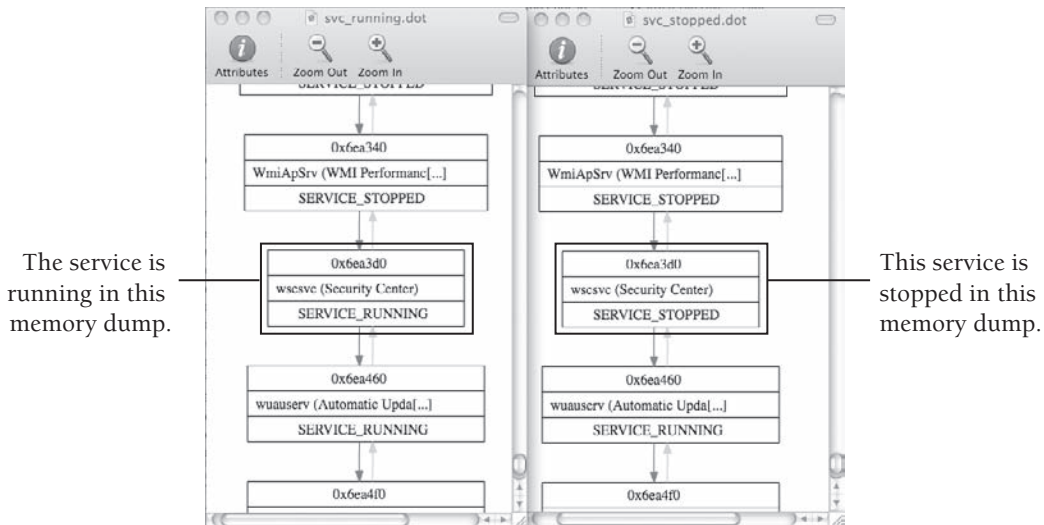 svc_running.dot
Attributes Zoom Out Zoom In
SERVICE_STOPPED
0x6ea340
WmiApSrv (WMI Performanc[...]
SERVICE_STOPPED
0x6ea3d0
wscsvc (Security Center)
SERVICE_RUNNING
0x6ea460
wuauserv (Automatic Upda[...]
SERVICE_RUNNING
0x6ea4f0
The service is
running in this
memory dump.
svc_stopped.dot
Attributes Zoom Out Zoom In
SERVICE_STOPPED
0x6ea340
WmiApSrv (WMI Performanc[...]
SERVICE_STOPPED
0x6ea3d0
wscsvc (Security Center)
SERVICE_STOPPED
0x6ea460
wuauserv (Automatic Upda[...]
SERVICE_RUNNING
0x6ea4f0
This service is
stopped in this
memory dump.